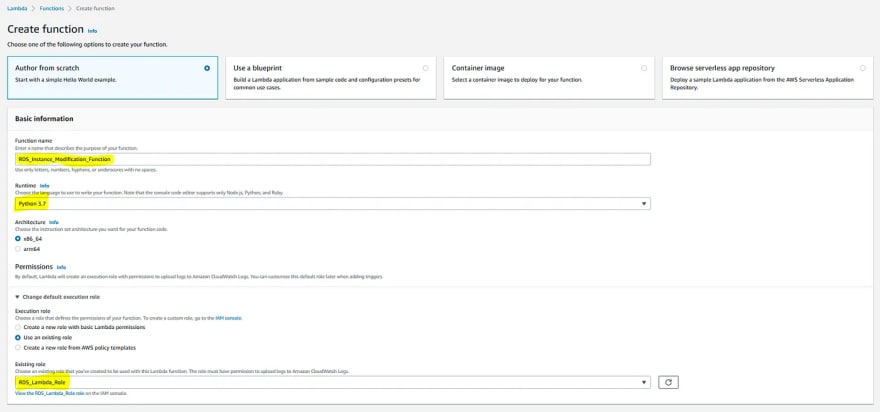 Lambda > Functions > Create function
Create function Info
Choose one of the following options to create your function.
Author from scratch
Start with a simple Hello World example.
Use a blueprint
Build a Lambda application from sample code and configuration presets for
common use cases.
Container image
Select a container image to deploy for your function.
Browse serverless app repository
Deploy a sample Lambda application from the AWS Serverless Application
Repository.
Basic information
Function name
Enter a name that describes the purpose of your function.
RDS_Instance_Modification_Function
Use only letters, numbers, hyphens, or underscores with no spaces.
Runtime Info
Choose the language to use to write your function. Note that the console code editor supports only Node.js, Python, and Ruby.
Python 3.7
Architecture Info
Choose the instruction set architecture you want for your function code.
x86_64
arm64
Permissions Info
By default, Lambda will create an execution role with permissions to upload logs to Amazon CloudWatch Logs. You can customize this default role later when adding triggers.
Change default execution role
Execution role
Choose a role that defines the permissions of your function. To create a custom role, go to the IAM console.
Create a new role with basic Lambda permissions
Use an existing role
Create a new role from AWS policy templates
Existing role
Choose an existing role that you've created to be used with this Lambda function. The role must have permission to upload logs to Amazon CloudWatch Logs.
RDS_Lambda_Role
View the RDS_Lambda_Role role on the IAM console.